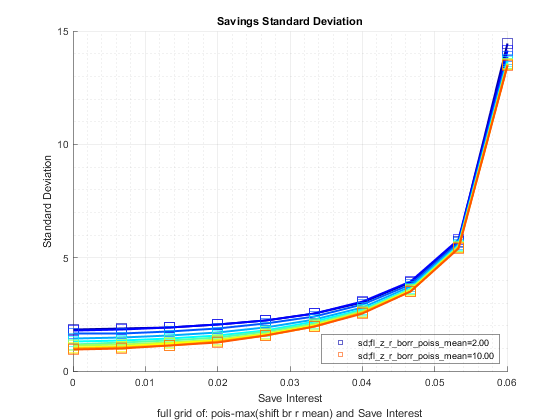 Savings Standard Deviation
15
10
5
0
Standard Deviation
0
0.01
0.02
0.03
0.04
0.05
0.06
sd;fl_z_r_borr_poiss_mean=2.00
sd;fl_z_r_borr_poiss_mean=10.00
Save Interest
full grid of: pois-max(shift br r mean) and Save Interest